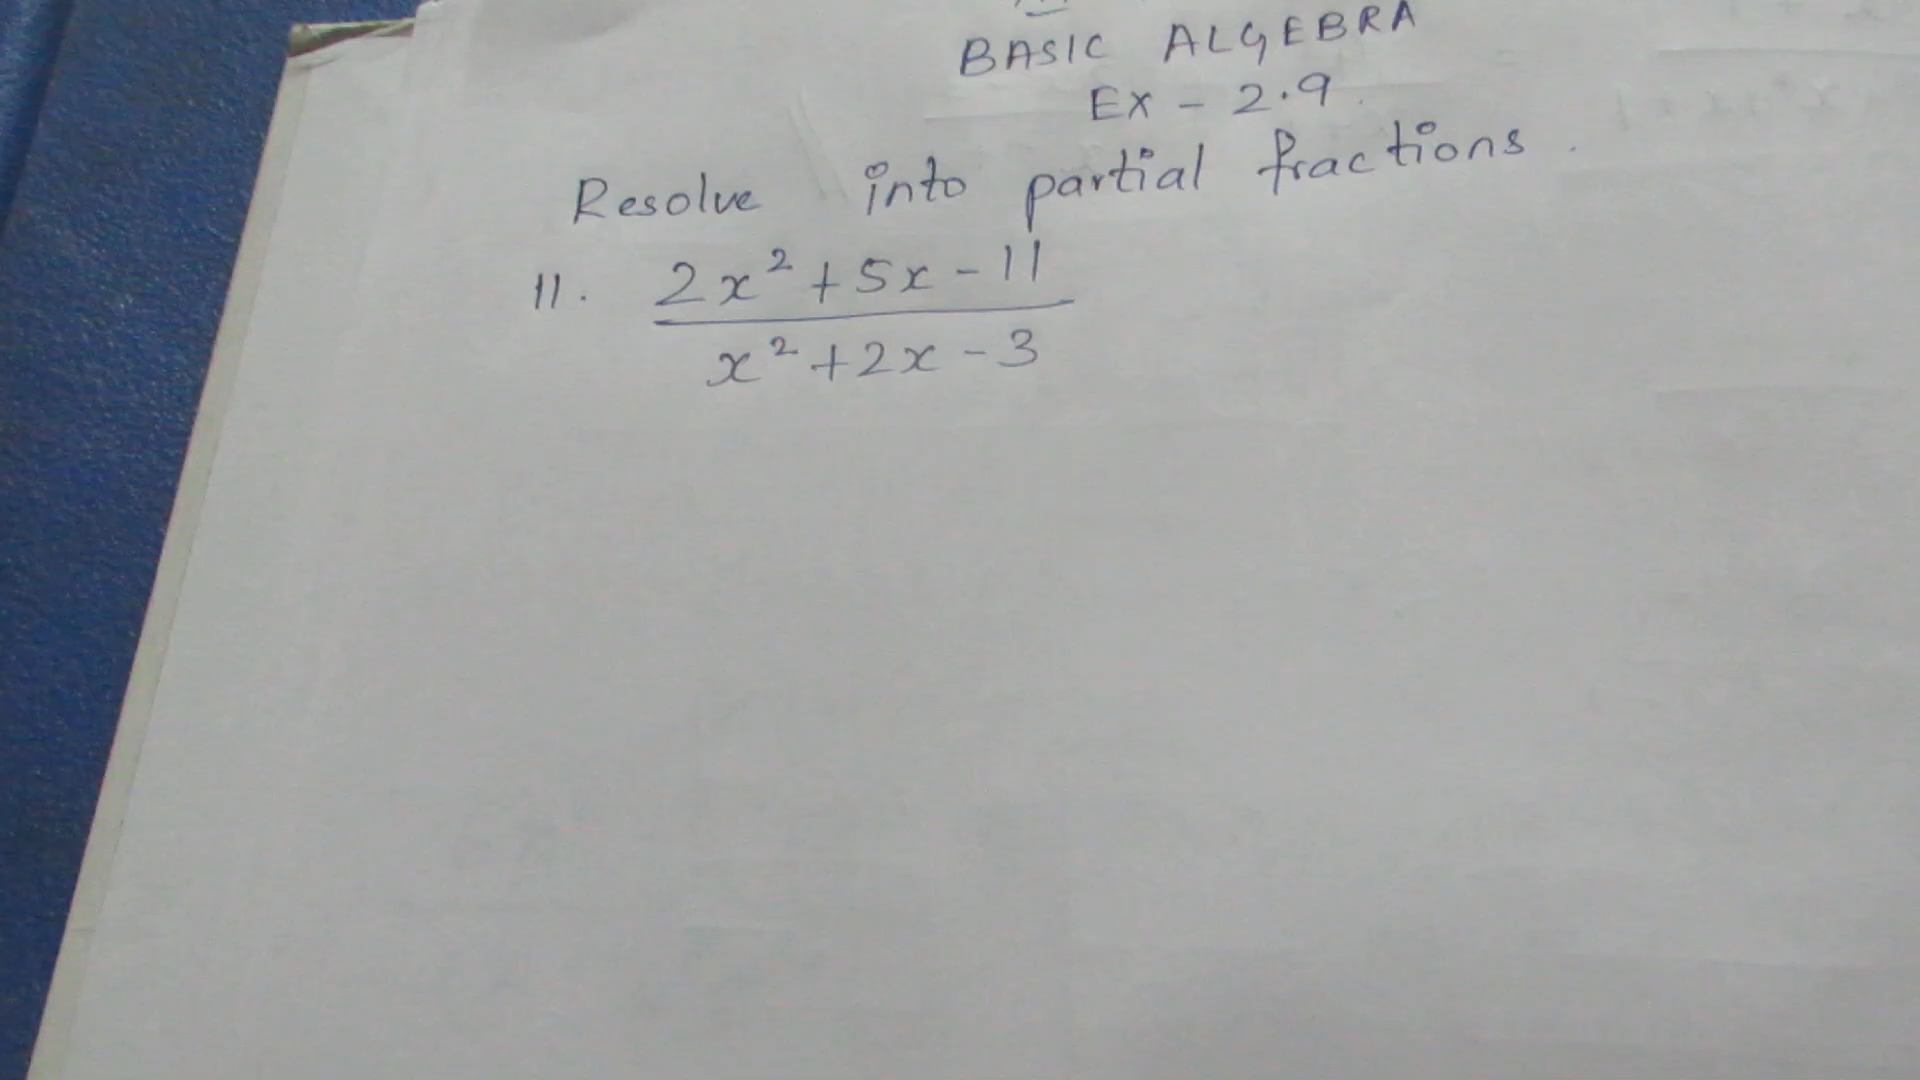 BASIC ALGEBRA
EX - 2.9.
Resolve into partial fractions.
11. 2x² + 5x - 11
x² + 2x - 3